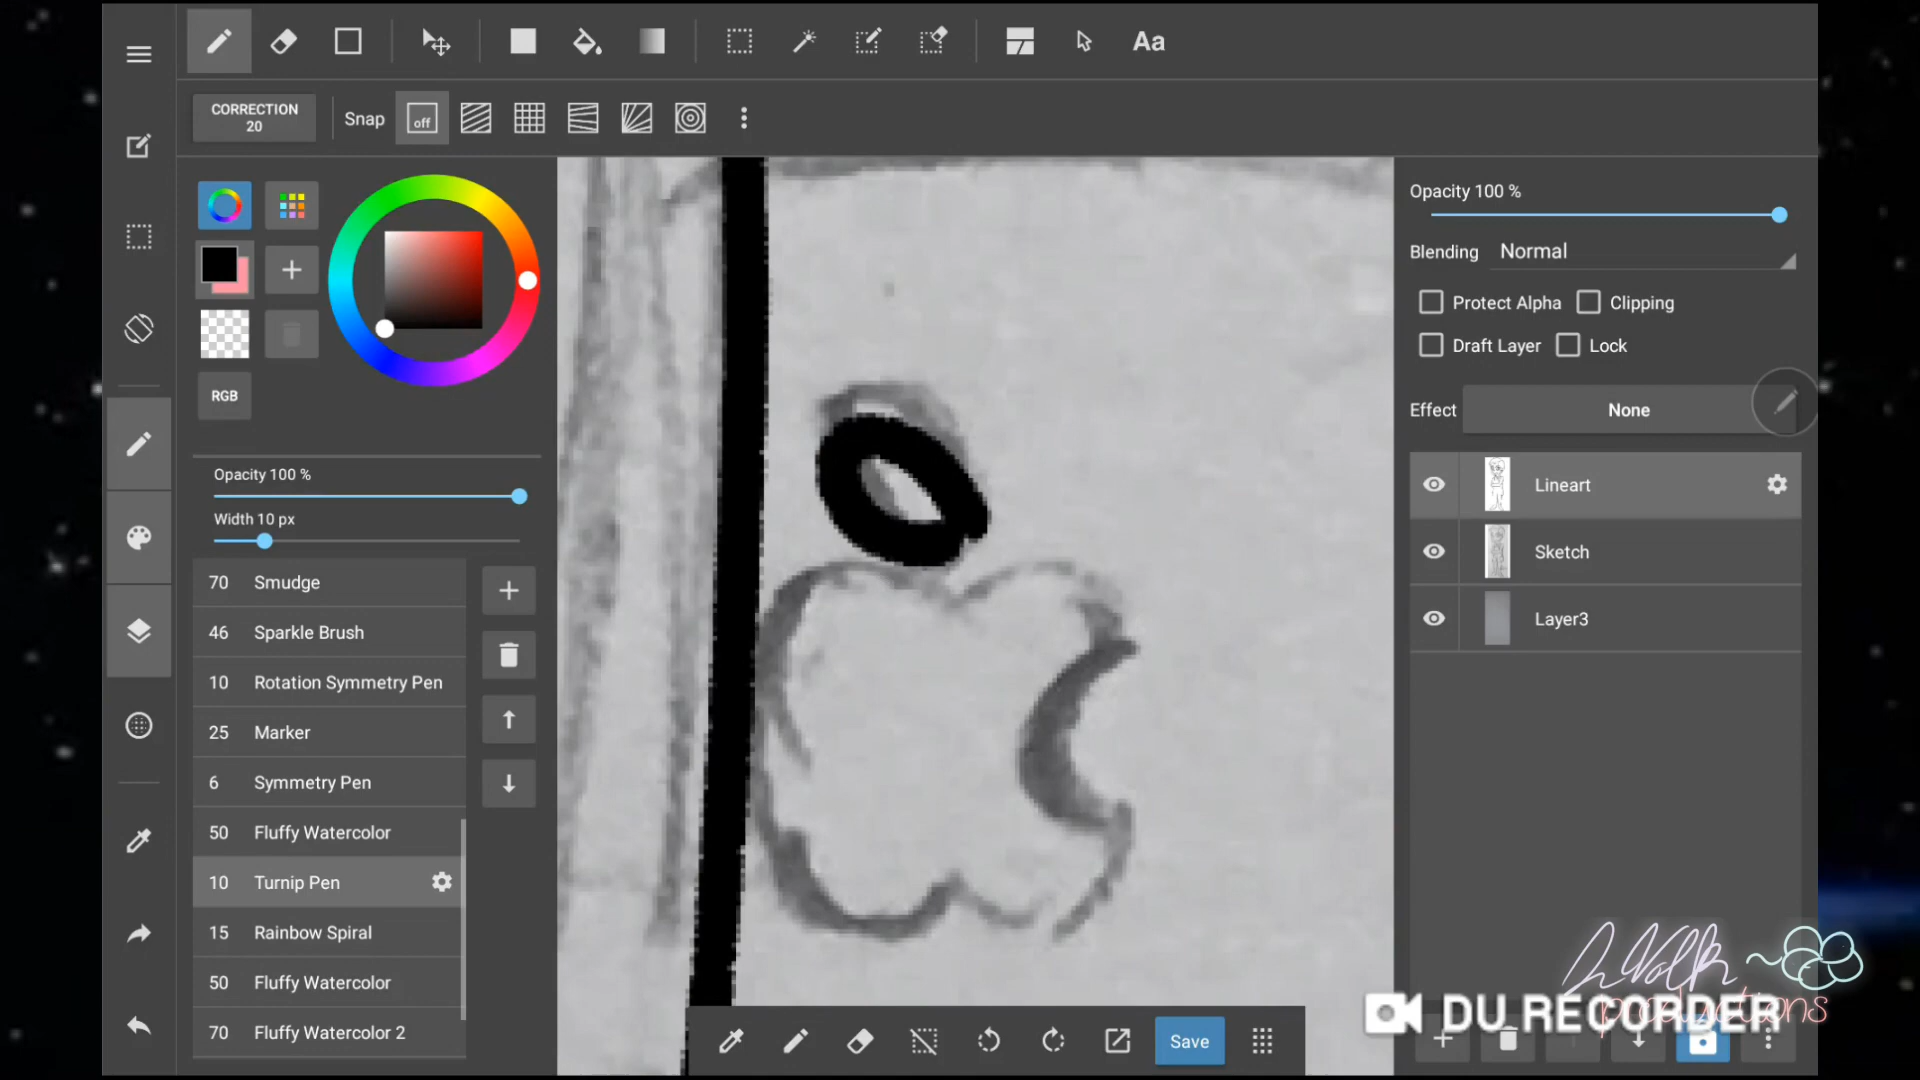 Aa
CORRECTION
20
Snap
off
Opacity 100 %
Blending Normal
Protect Alpha Clipping
Draft Layer Lock
RGB
Effect None
Opacity 100 %
Width 10 px
Lineart
Sketch
Layer3
70 Smudge
46 Sparkle Brush
10 Rotation Symmetry Pen
25 Marker
6 Symmetry Pen
50 Fluffy Watercolor
10 Turnip Pen
15 Rainbow Spiral
50 Fluffy Watercolor
70 Fluffy Watercolor 2
DU RECORDER
Save